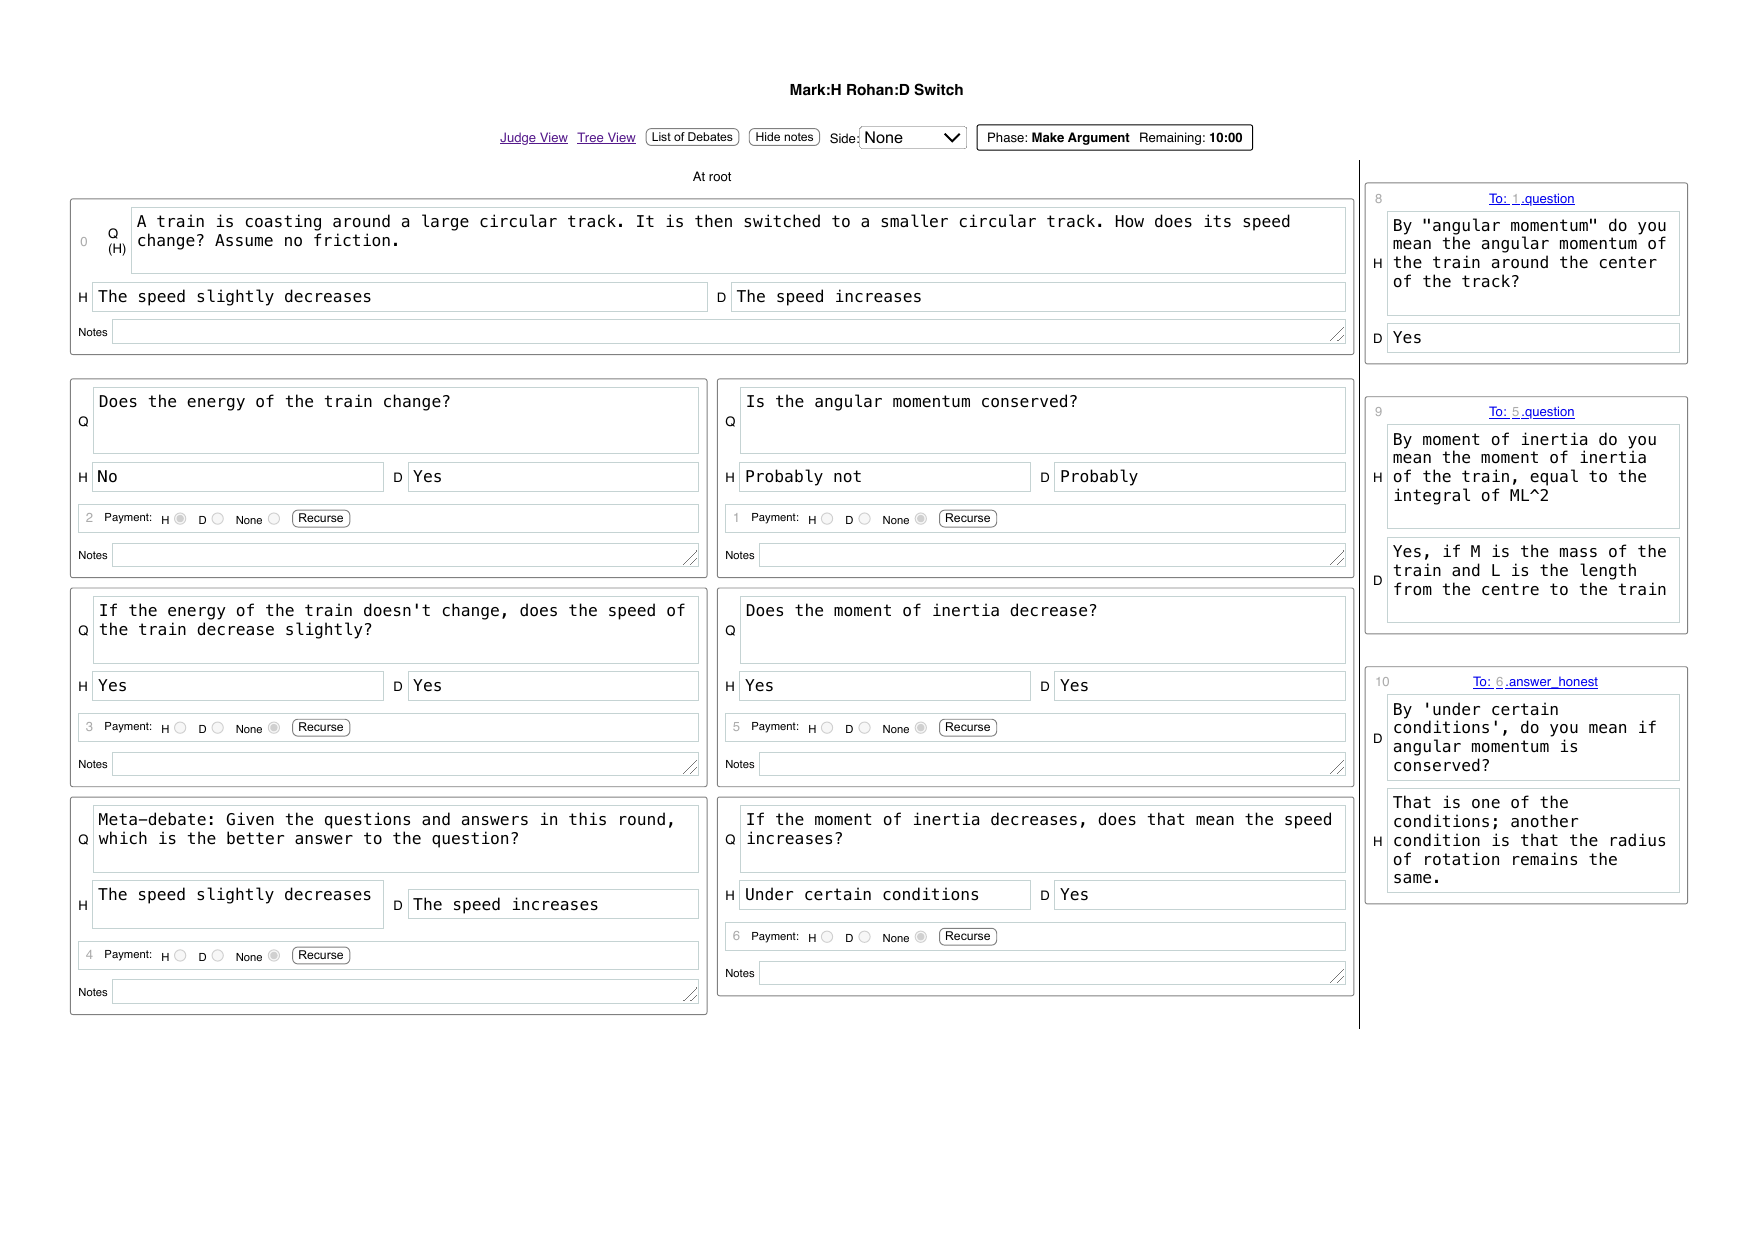 Mark:H Rohan:D Switch
Judge View Tree View List of Debates Hide notes Side: None Phase: Make Argument Remaining: 10:00
At root
0 Q (H) A train is coasting around a large circular track. It is then switched to a smaller circular track. How does its speed
change? Assume no friction.
H The speed slightly decreases D The speed increases
Notes
Q Does the energy of the train change?
H No D Yes
2 Payment: H D None Recurse
Notes
Q If the energy of the train doesn't change, does the speed of
the train decrease slightly?
H Yes D Yes
3 Payment: H D None Recurse
Notes
Q Meta-debate: Given the questions and answers in this round,
which is the better answer to the question?
H The speed slightly decreases D The speed increases
4 Payment: H D None Recurse
Notes
Q Is the angular momentum conserved?
H Probably not D Probably
1 Payment: H D None Recurse
Notes
Q Does the moment of inertia decrease?
H Yes D Yes
5 Payment: H D None Recurse
Notes
Q If the moment of inertia decreases, does that mean the speed
increases?
H Under certain conditions D Yes
6 Payment: H D None Recurse
Notes
8 To: 1.question
H By "angular momentum" do you
mean the angular momentum of
the train around the center
of the track?
D Yes
9 To: 5.question
H By moment of inertia do you
mean the moment of inertia
of the train, equal to the
integral of ML^2
D Yes, if M is the mass of the
train and L is the length
from the centre to the train
10 To: 6.answer_honest
D By 'under certain
conditions', do you mean if
angular momentum is
conserved?
H That is one of the
conditions; another
condition is that the radius
of rotation remains the
same.